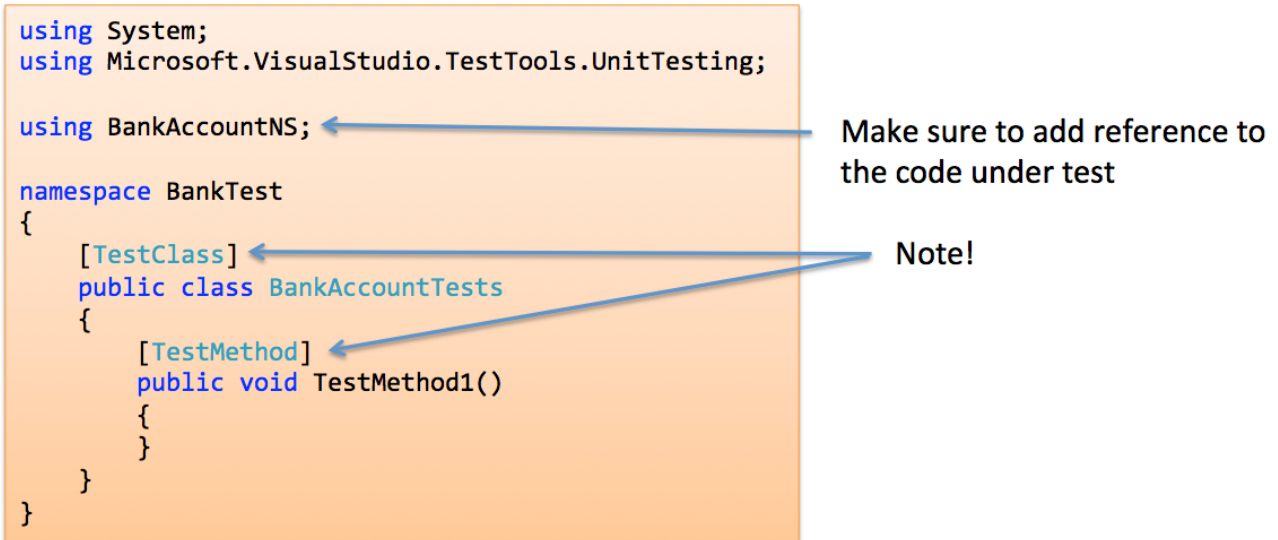 using System;
using Microsoft.VisualStudio.TestTools.UnitTesting;
using BankAccountNS;
namespace BankTest
{
[TestClass]
public class BankAccountTests
{
[TestMethod]
public void TestMethod1()
{
}
}
}
Make sure to add reference to
the code under test
Note!